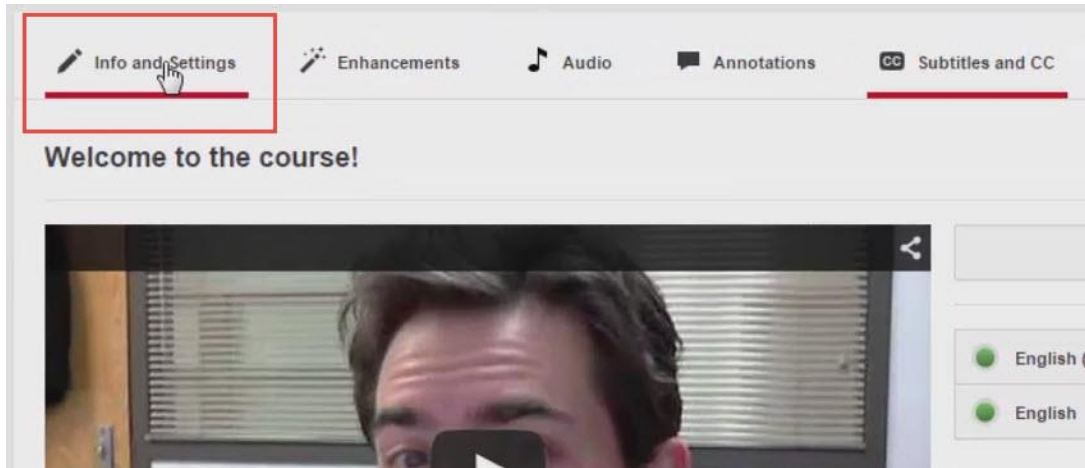 Info and Settings Enhancements Audio Annotations CC Subtitles and CC
Welcome to the course!
English (
English